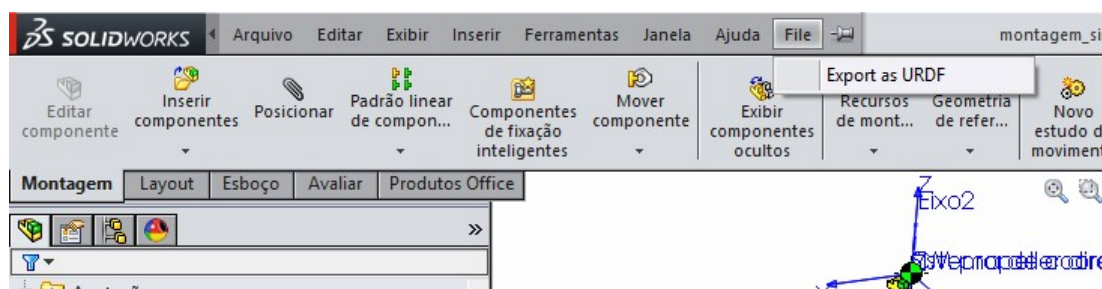 SOLIDWORKS Arquivo Editar Exibir Inserir Ferramentas Janela Ajuda File montagem_si
Export as URDF
Editar componente
Inserir componentes
Posicionar
Padrão linear de compon...
Componentes de fixação inteligentes
Mover componente
Exibir componentes ocultos
Recursos de mont...
Geometria de refer...
Novo estudo d
movimen
Montagem Layout Esboço Avaliar Produtos Office
Z
Eixo2